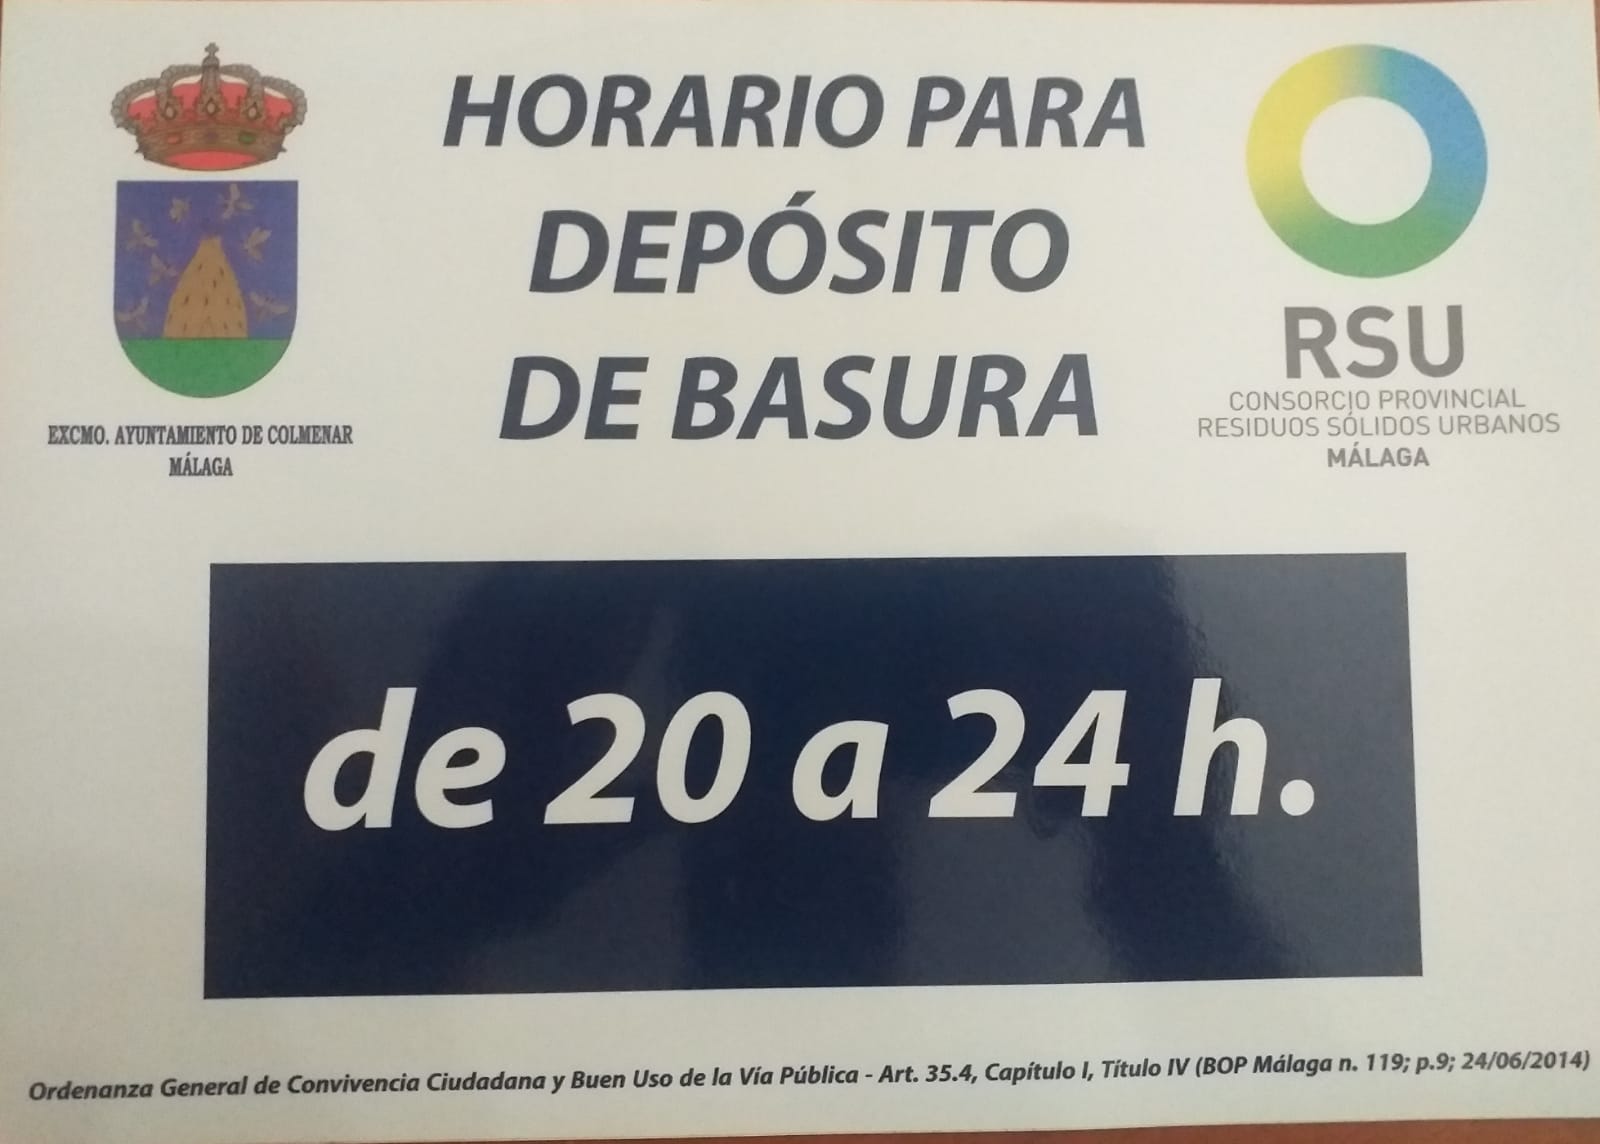 HORARIO PARA
DEPÓSITO
DE BASURA
EXCMO. AYUNTAMIENTO DE COLMENAR
MÁLAGA
RSU
CONSORCIO PROVINCIAL
RESIDUOS SÓLIDOS URBANOS
MÁLAGA
de 20 a 24 h.
Ordenanza General de Convivencia Ciudadana y Buen Uso de la Vía Pública - Art. 35.4, Capítulo I, Título IV (BOP Málaga n. 119; p.9; 24/06/2014)